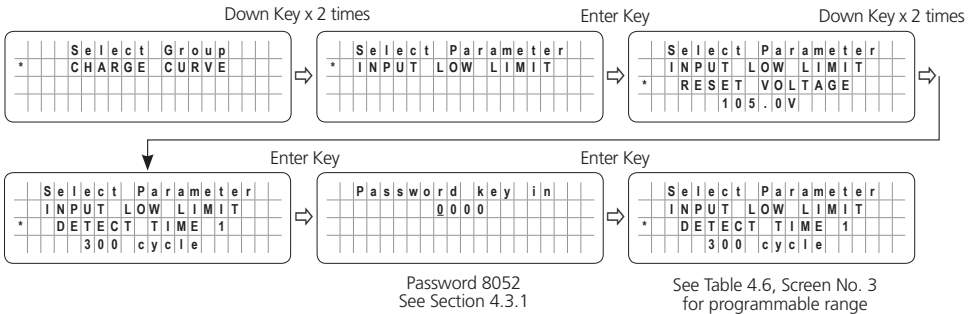 Down Key x 2 times
Enter Key
Down Key x 2 times
Select Group
* CHARGE CURVE
Select Parameter
* INPUT LOW LIMIT
Select Parameter
INPUT LOW LIMIT
* RESET VOLTAGE
105.0V
Enter Key
Enter Key
Select Parameter
INPUT LOW LIMIT
* DETECT TIME 1
300 cycle
Password key in
0000
Select Parameter
INPUT LOW LIMIT
* DETECT TIME 1
300 cycle
Password 8052
See Section 4.3.1
See Table 4.6, Screen No. 3
for programmable range